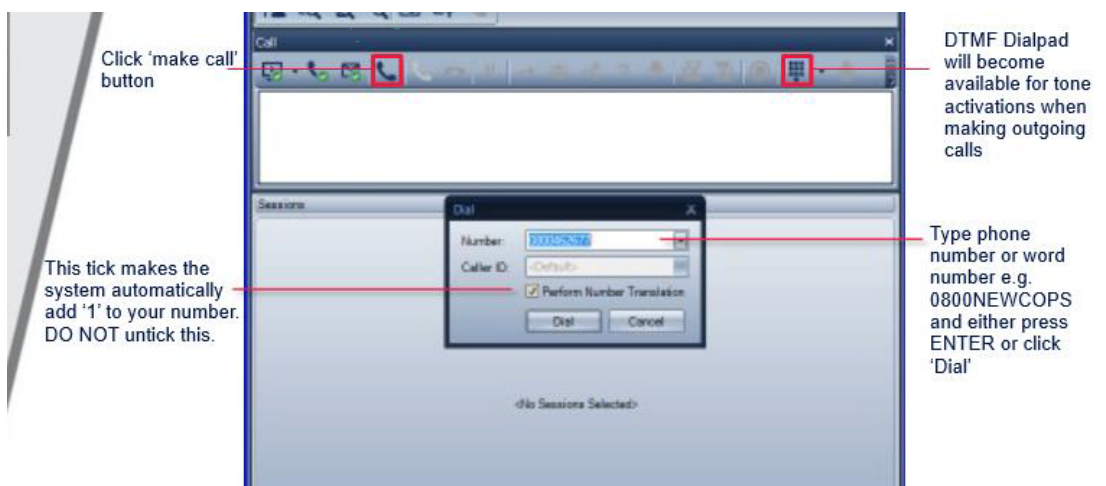 Call
Click ‘make call’
button
DTMF Dialpad
will become
available for tone
activations when
making outgoing
calls
Sessions
Dial
Number:
Caller ID:
<Default>
Perform Number Translation
Dial
Cancel
Type phone
number or word
number e.g.
0800NEWCOPS
and either press
ENTER or click
‘Dial’
This tick makes the
system automatically
add ‘1’ to your number.
DO NOT untick this.
<No Sessions Selected>